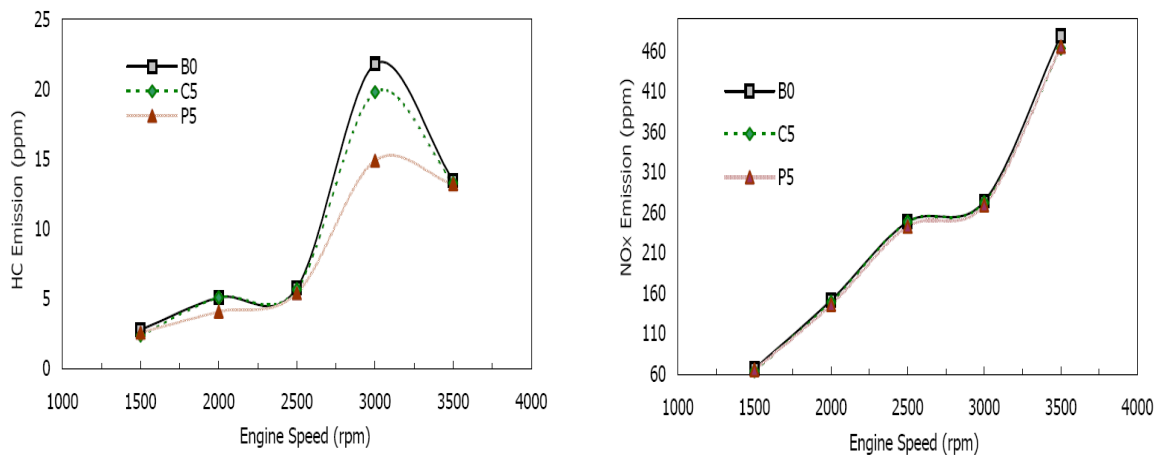 25
20
15
10
5
0
HC Emission (ppm)
B0
C5
P5
1000 1500 2000 2500 3000 3500 4000
Engine Speed (rpm)
460
410
360
310
260
210
160
110
60
NOx Emission (ppm)
B0
C5
P5
1000 1500 2000 2500 3000 3500 4000
Engine Speed (rpm)